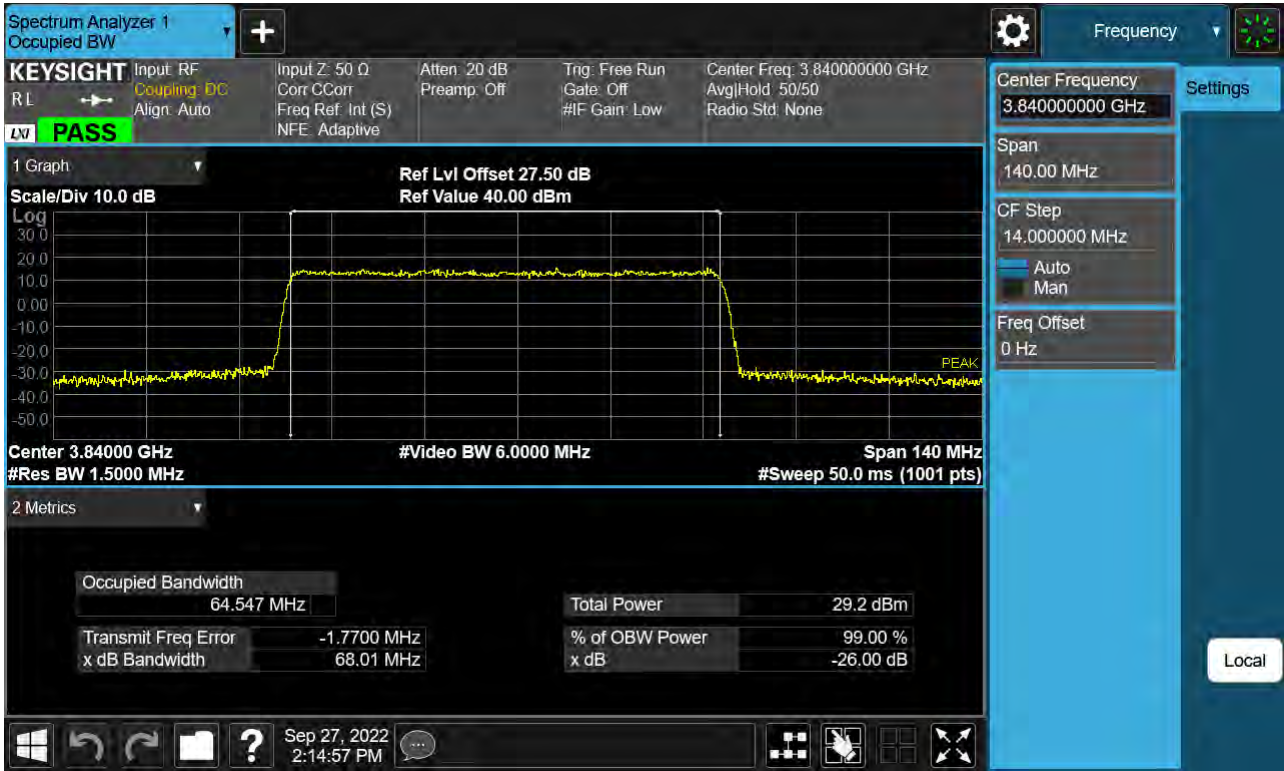 Spectrum Analyzer 1
Occupied BW
+
Frequency
KEYSIGHT
RL
LXI
PASS
Input: RF
Coupling: DC
Align: Auto
Input Z: 50 Ω
Corr CCorr
Freq Ref: Int (S)
NFE: Adaptive
Atten: 20 dB
Preamp: Off
Trig: Free Run
Gate: Off
#IF Gain: Low
Center Freq: 3.840000000 GHz
Avg|Hold: 50/50
Radio Std: None
Center Frequency
3.840000000 GHz
Settings
Span
140.00 MHz
CF Step
14.000000 MHz
Auto
Man
Freq Offset
0 Hz
Local
1 Graph
Scale/Div 10.0 dB
Ref Lvl Offset 27.50 dB
Ref Value 40.00 dBm
Log
30.0
20.0
10.0
0.00
-10.0
-20.0
-30.0
-40.0
-50.0
PEAK
Center 3.84000 GHz
#Res BW 1.5000 MHz
#Video BW 6.0000 MHz
Span 140 MHz
#Sweep 50.0 ms (1001 pts)
2 Metrics
Occupied Bandwidth
64.547 MHz
Transmit Freq Error -1.7700 MHz
x dB Bandwidth 68.01 MHz
Total Power 29.2 dBm
% of OBW Power 99.00 %
x dB -26.00 dB
?
Sep 27, 2022
2:14:57 PM